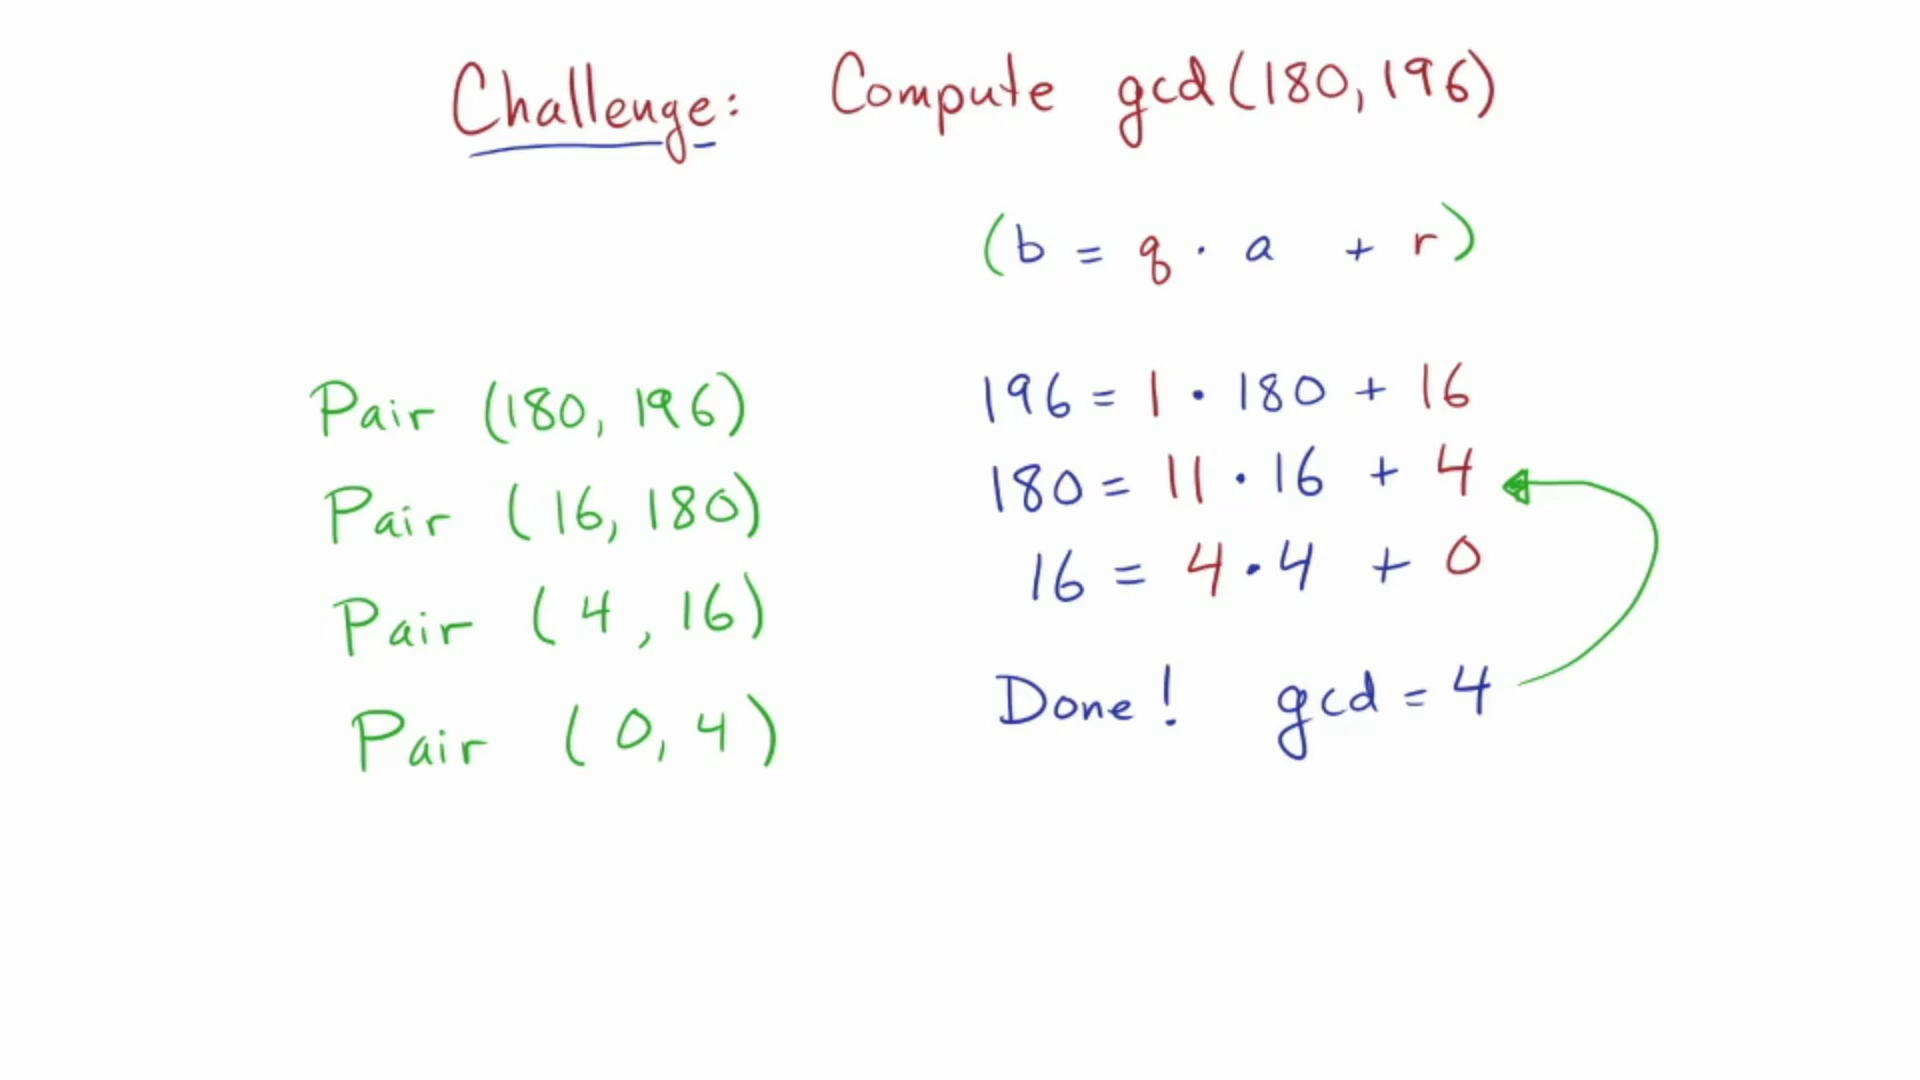 Challenge: Compute gcd(180,196)
(b = q · a + r)
Pair (180, 196) 196 = 1 · 180 + 16
Pair (16, 180) 180 = 11 · 16 + 4
Pair (4, 16) 16 = 4 · 4 + 0
Pair (0, 4) Done! gcd = 4